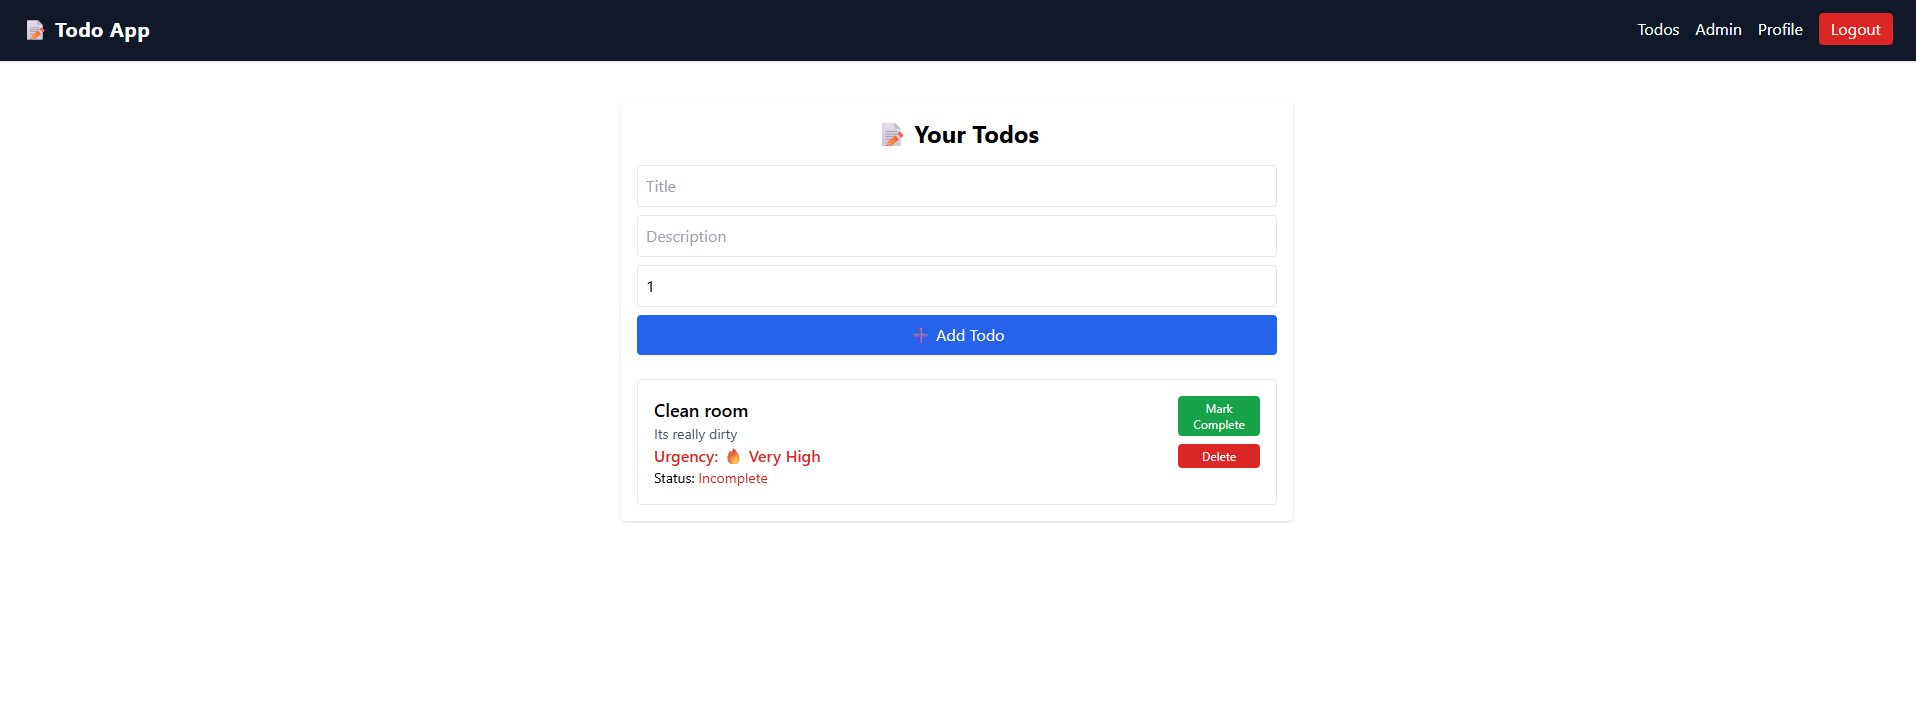 Todo App
Todos Admin Profile Logout
Your Todos
Title
Description
1
Add Todo
Clean room
Its really dirty
Urgency: 🔥 Very High
Status: Incomplete
Mark
Complete
Delete